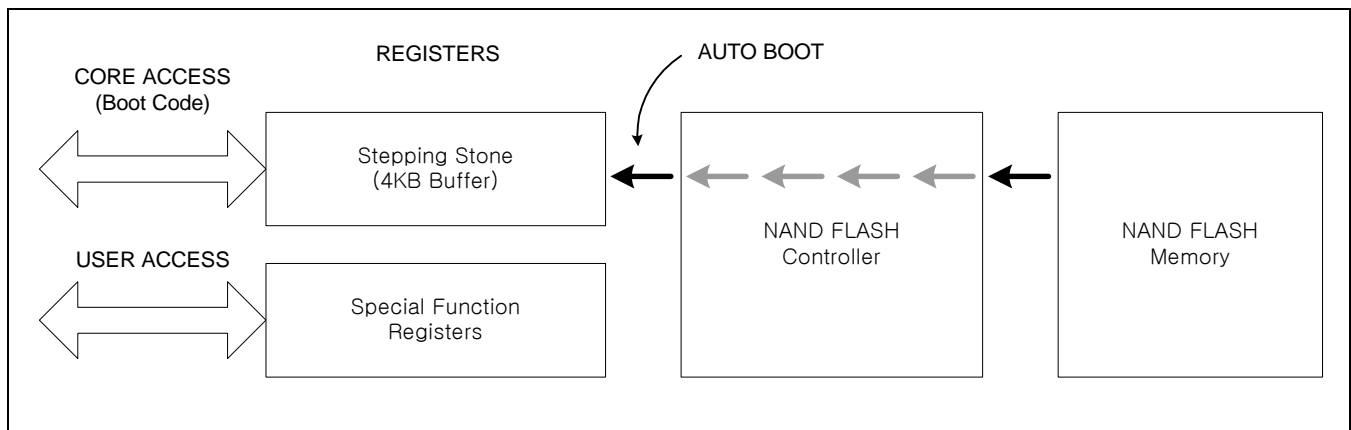 REGISTERS
AUTO BOOT
CORE ACCESS
(Boot Code)
Stepping Stone
(4KB Buffer)
NAND FLASH
Controller
NAND FLASH
Memory
USER ACCESS
Special Function
Registers